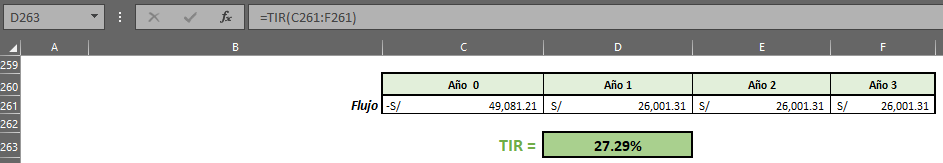 D263 fx =TIR(C261:F261)
A B C D E F
259
260 Año 0 Año 1 Año 2 Año 3
261 Flujo -S/ 49,081.21 S/ 26,001.31 S/ 26,001.31 S/ 26,001.31
262
263 TIR = 27.29%